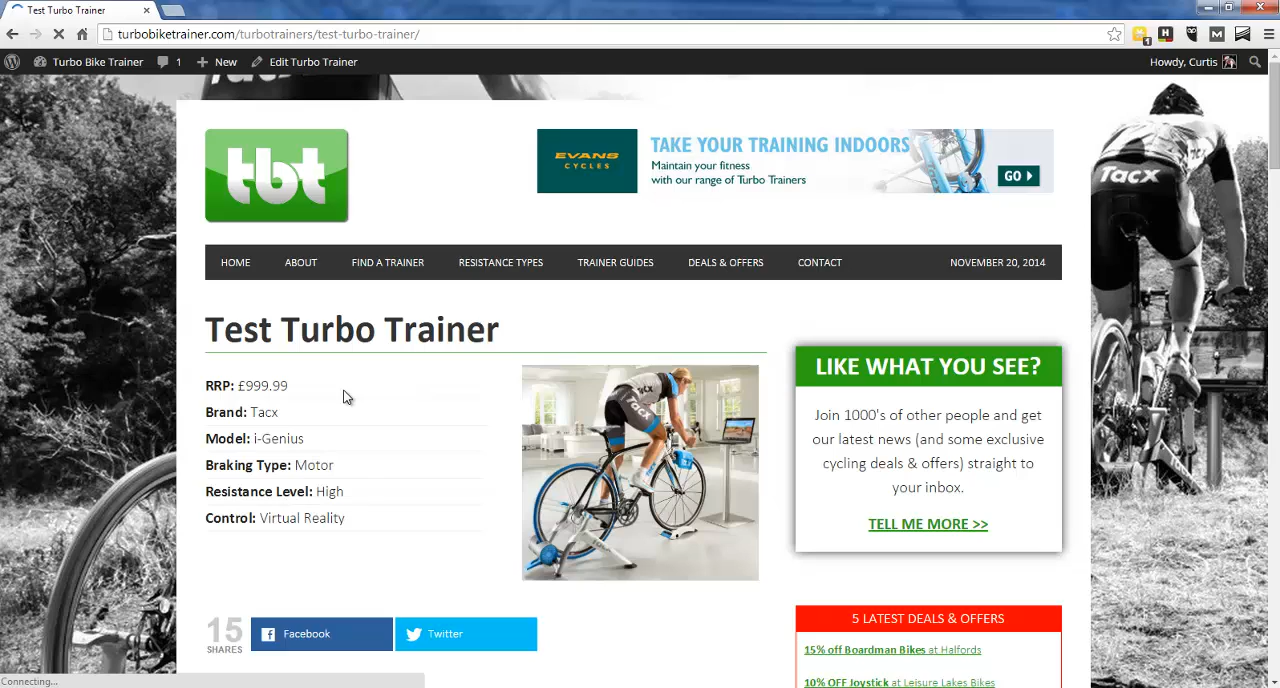 Test Turbo Trainer
turbobiketrainer.com/turbotrainers/test-turbo-trainer/
Turbo Bike Trainer 1 New Edit Turbo Trainer Howdy, Curtis
tbt
EVANS
CYCLES
TAKE YOUR TRAINING INDOORS
Maintain your fitness
with our range of Turbo Trainers
GO
Tacx
HOME ABOUT FIND A TRAINER RESISTANCE TYPES TRAINER GUIDES DEALS & OFFERS CONTACT NOVEMBER 20, 2014
Test Turbo Trainer
RRP: £999.99
Brand: Tacx
Model: i-Genius
Braking Type: Motor
Resistance Level: High
Control: Virtual Reality
LIKE WHAT YOU SEE?
Join 1000's of other people and get
our latest news (and some exclusive
cycling deals & offers) straight to
your inbox.
TELL ME MORE >>
15
SHARES
Facebook
Twitter
5 LATEST DEALS & OFFERS
15% off Boardman Bikes at Halfords
10% OFF Joystick at Leisure Lakes Bikes
Connecting...